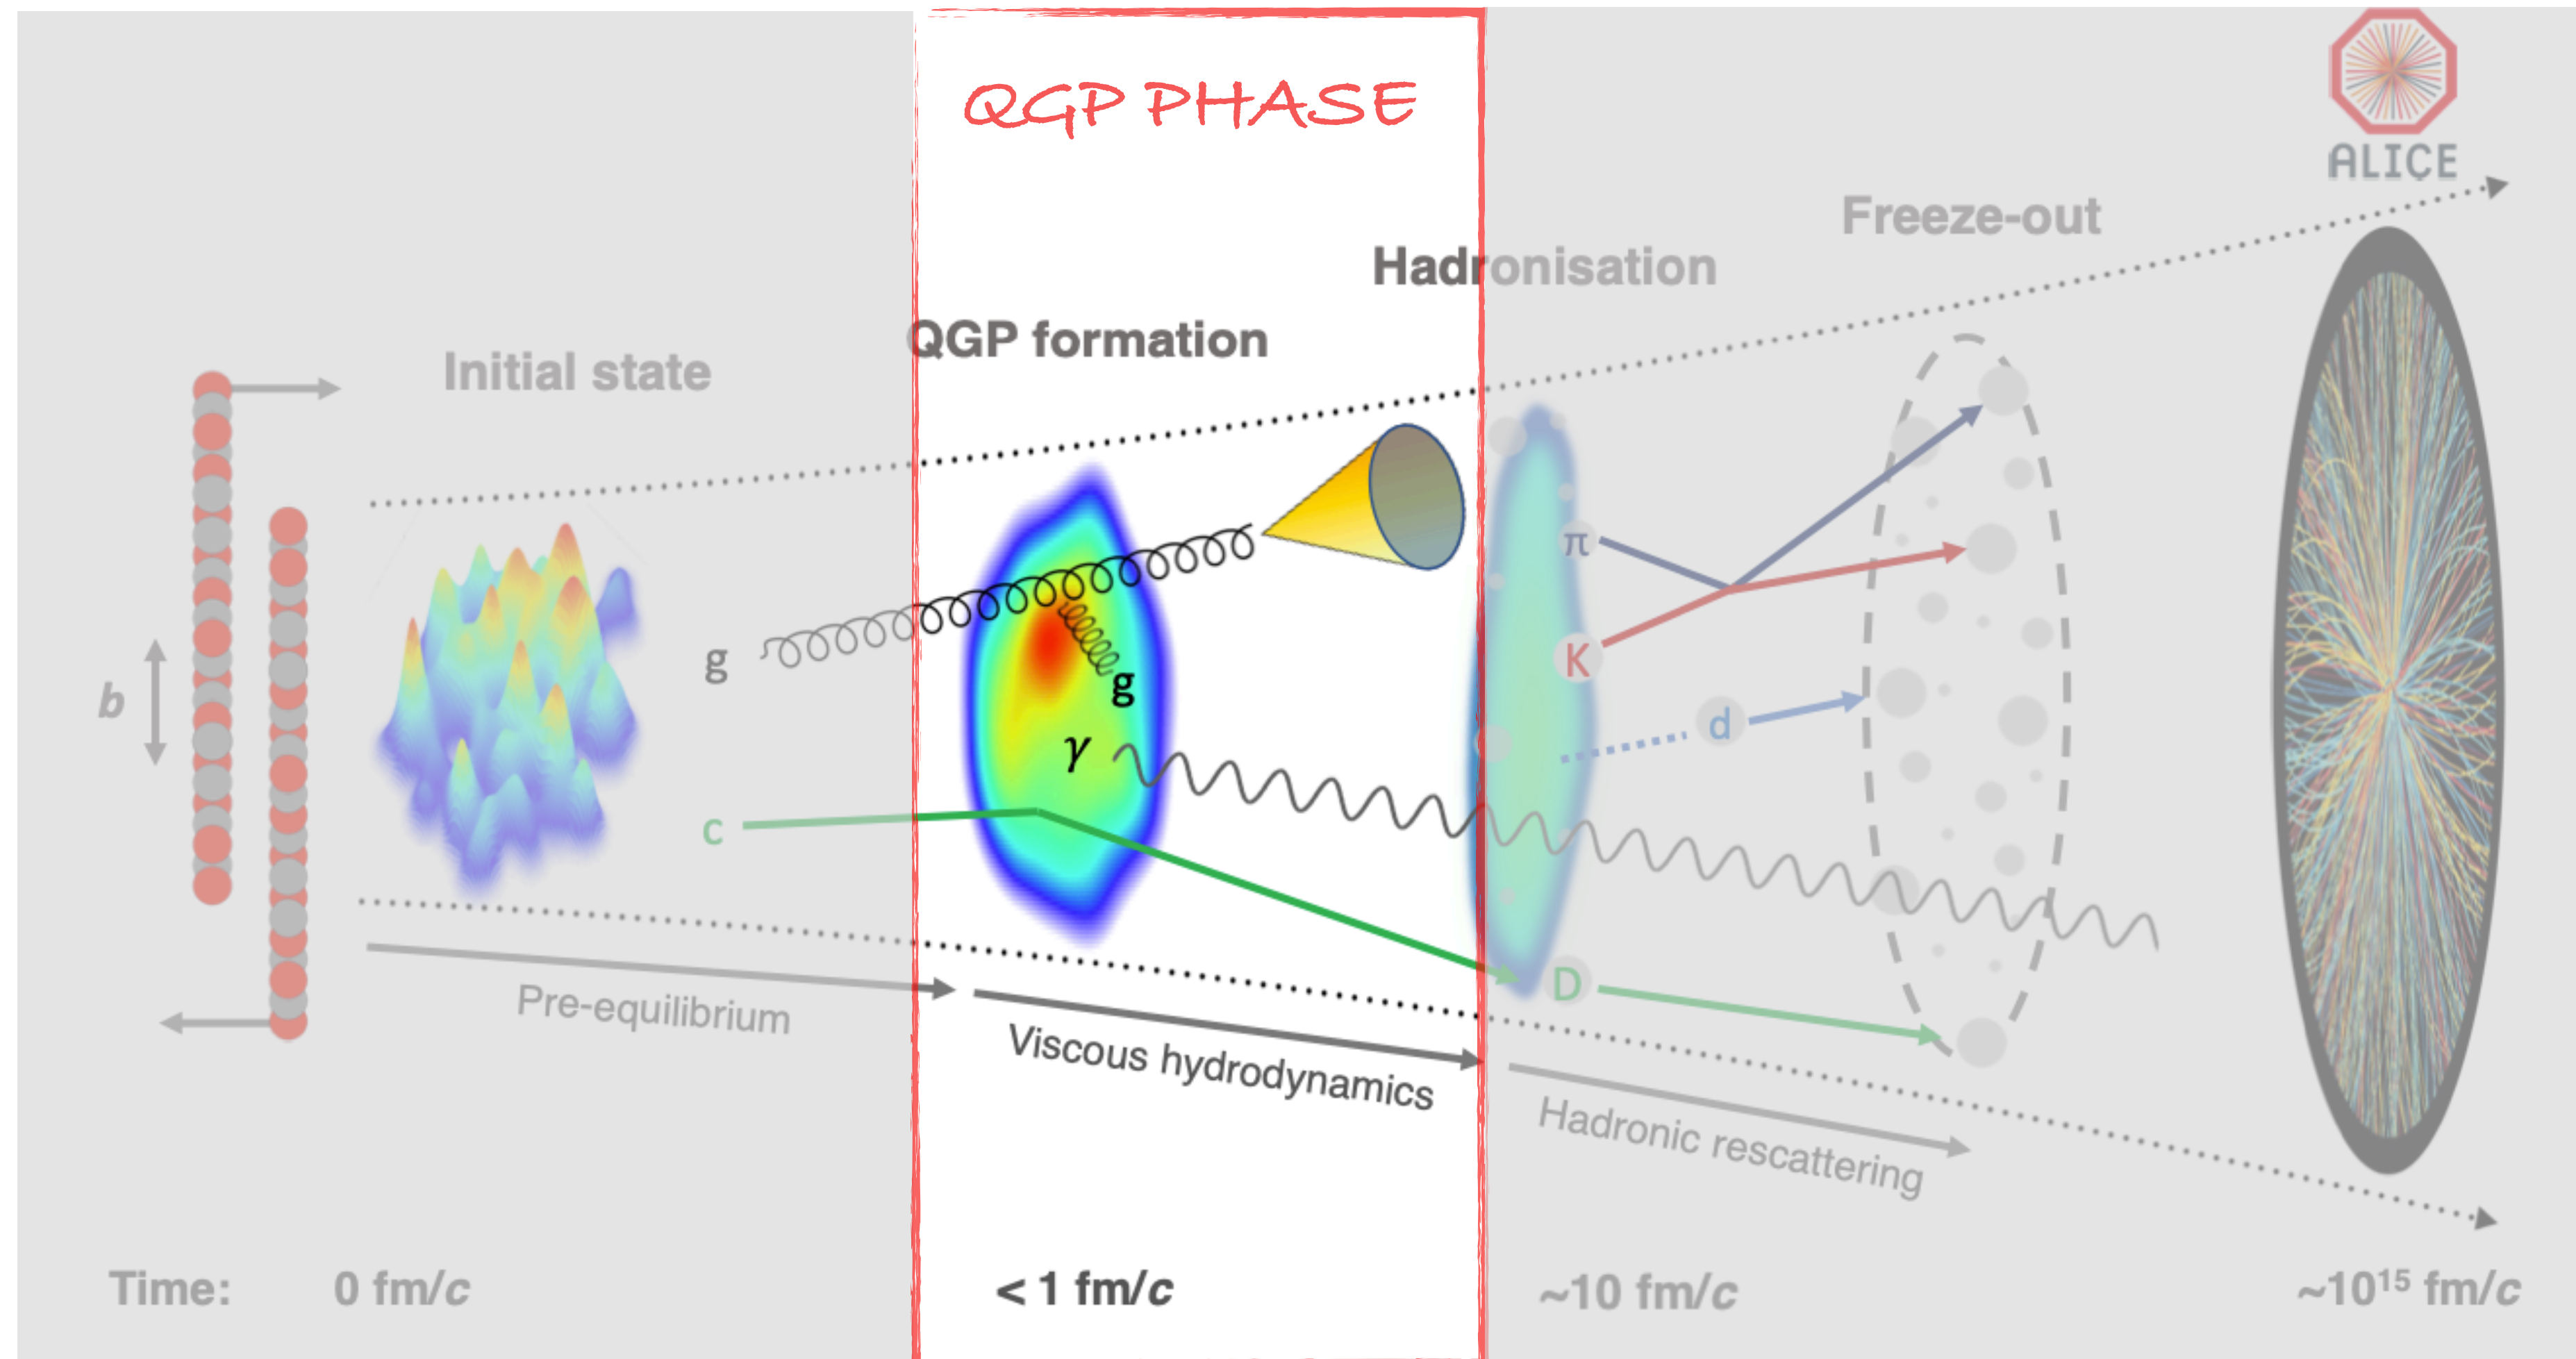 QGP PHASE
ALICE
Freeze-out
Hadronisation
QGP formation
Initial state
π
g
K
g
b
d
γ
c
D
Pre-equilibrium
Viscous hydrodynamics
Hadronic rescattering
Time: 0 fm/c < 1 fm/c ~10 fm/c ~10¹⁵ fm/c